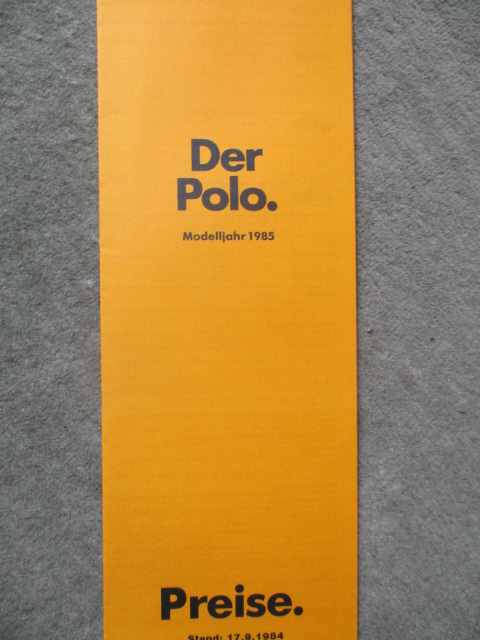 Der
Polo.
Modelljahr 1985
Preise.
Stand: 17.9.1984